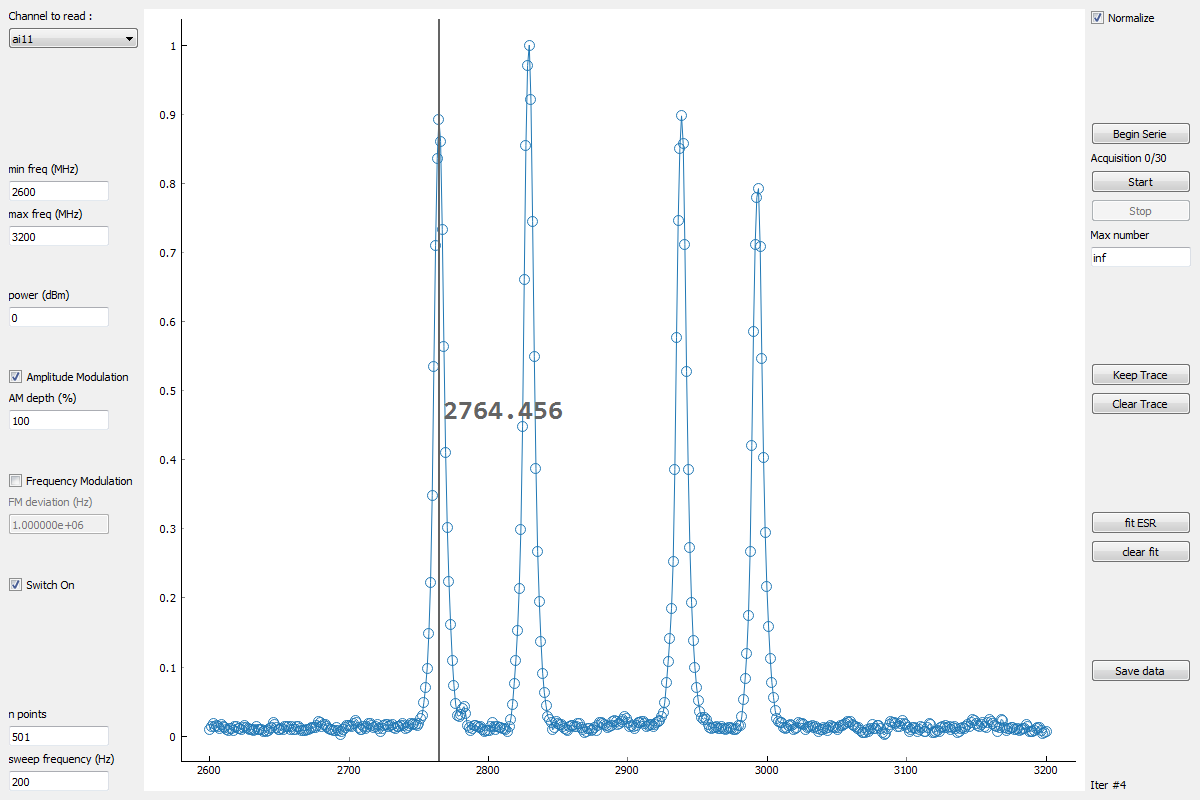 Channel to read :
ai11
min freq (MHz)
2600
max freq (MHz)
3200
power (dBm)
0
Amplitude Modulation
AM depth (%)
100
Frequency Modulation
FM deviation (Hz)
1.000000e+06
Switch On
n points
501
sweep frequency (Hz)
200
1
0.9
0.8
0.7
0.6
0.5
0.4
0.3
0.2
0.1
0
2764.456
2600 2700 2800 2900 3000 3100 3200
Normalize
Begin Serie
Acquisition 0/30
Start
Stop
Max number
inf
Keep Trace
Clear Trace
fit ESR
clear fit
Save data
Iter #4